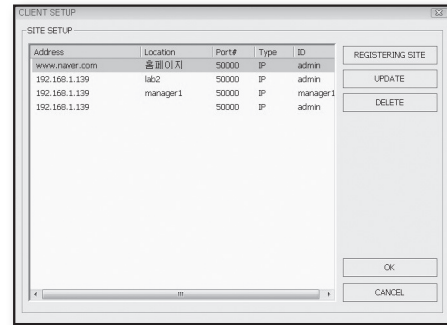 CLIENT SETUP
SITE SETUP
Address Location Port# Type ID
www.naver.com 홈페이지 50000 IP admin
192.168.1.139 lab2 50000 IP admin
192.168.1.139 manager1 50000 IP manager1
192.168.1.139 50000 IP admin
REGISTERING SITE
UPDATE
DELETE
OK
CANCEL